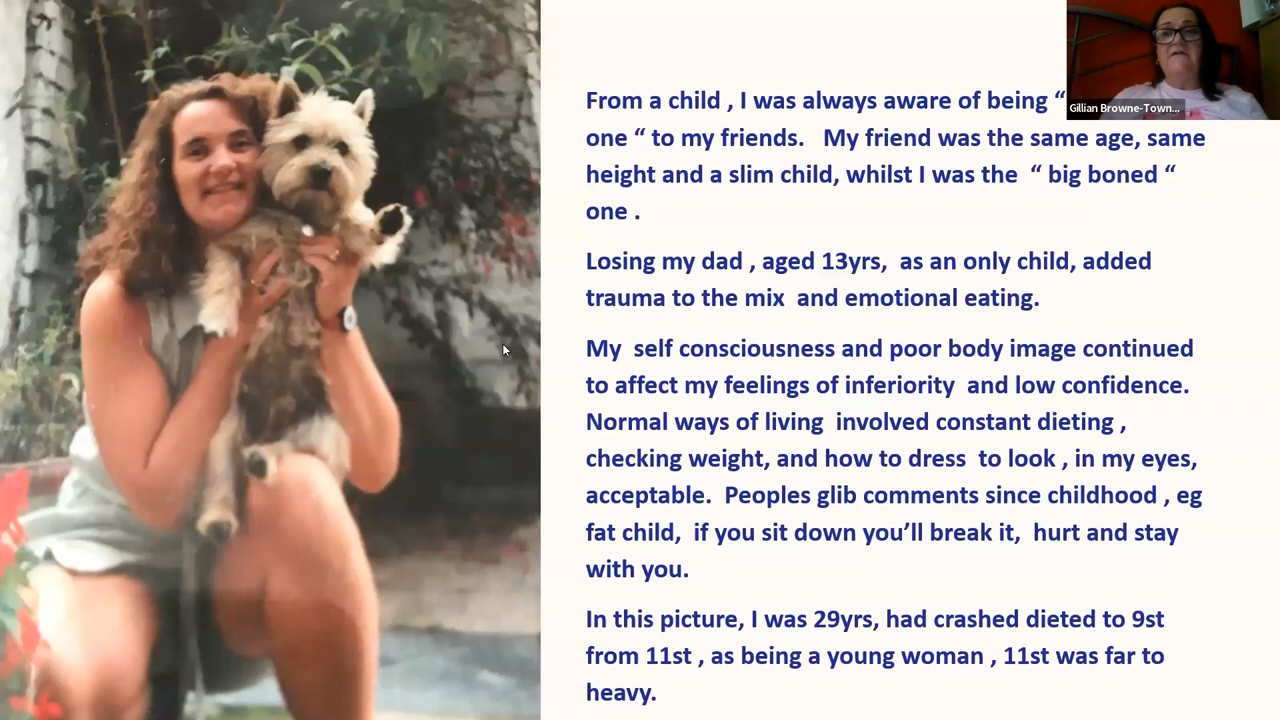 From a child , I was always aware of being “
Gillian Browne-Town...
one “ to my friends.   My friend was the same age, same
height and a slim child, whilst I was the  “ big boned “
one .
Losing my dad , aged 13yrs,  as an only child, added
trauma to the mix  and emotional eating.
My  self consciousness and poor body image continued
to affect my feelings of inferiority  and low confidence.
Normal ways of living  involved constant dieting ,
checking weight, and how to dress  to look , in my eyes,
acceptable.  Peoples glib comments since childhood , eg
fat child,  if you sit down you’ll break it,  hurt and stay
with you.
In this picture, I was 29yrs, had crashed dieted to 9st
from 11st , as being a young woman , 11st was far to
heavy.